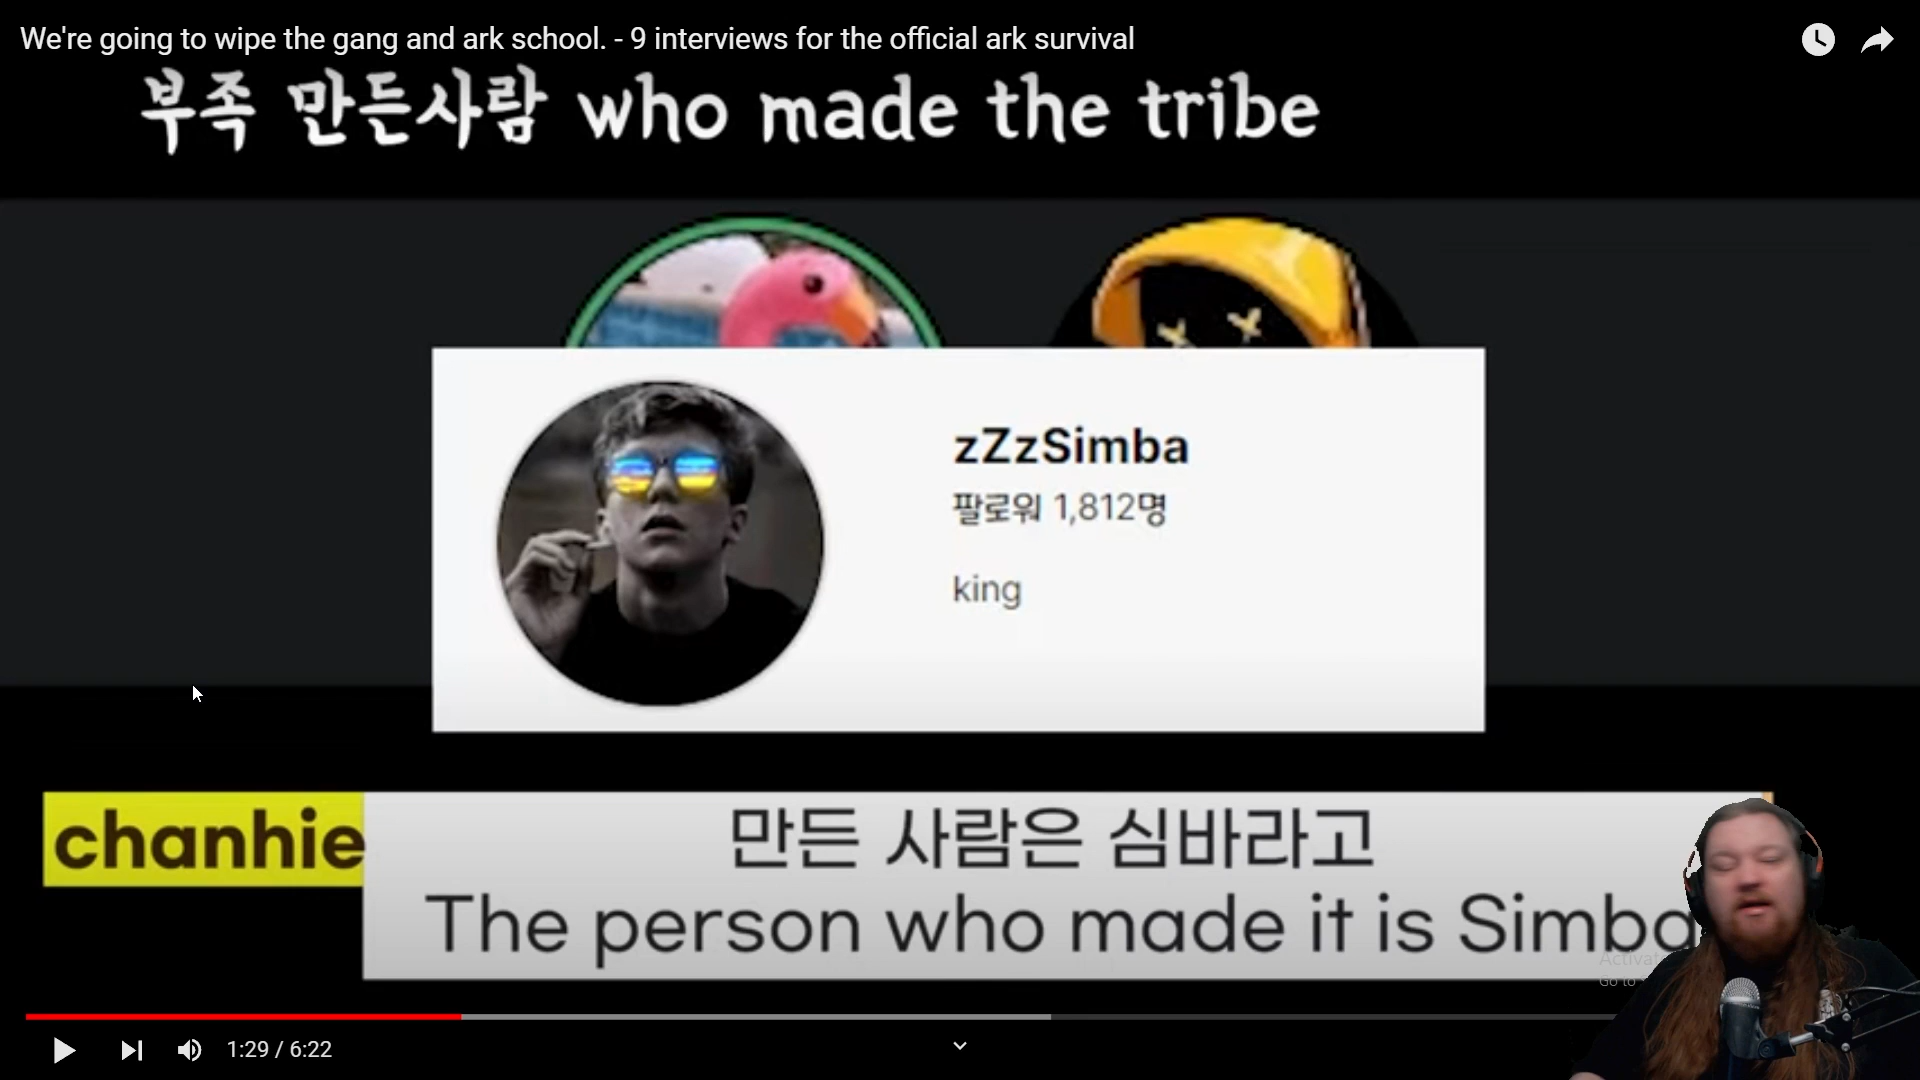 We're going to wipe the gang and ark school. - 9 interviews for the official ark survival
부족 만든사람 who made the tribe
zZzSimba
팔로워 1,812명
king
chanhie
만든 사람은 심바라고
The person who made it is Simba
Activat
Go to
1:29 / 6:22